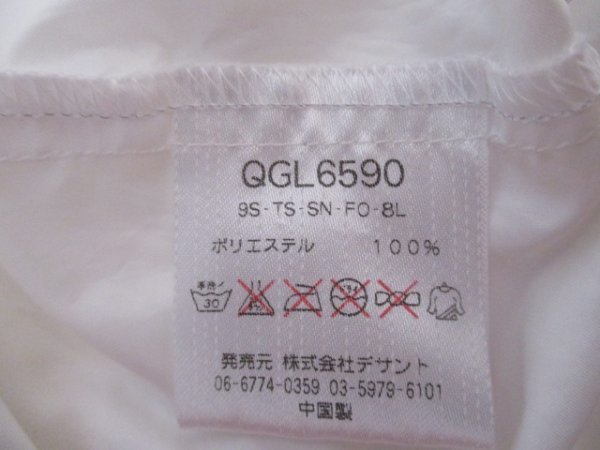 QGL6590
9S-TS-SN-FO-8L
ポリエステル 100%
手洗イ
30
発売元 株式会社デサント
06-6774-0359 03-5979-6101
中国製